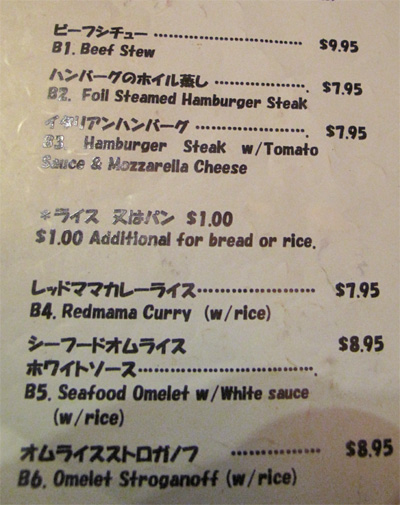 ビーフシチュー ........................... $9.95
B1. Beef Stew
ハンバーグのホイル蒸し ................. $7.95
B2. Foil Steamed Hamburger Steak
イタリアンハンバーグ ................... $7.95
B3. Hamburger Steak w/Tomato
Sauce & Mozzarella Cheese
*ライス 又はパン $1.00
$1.00 Additional for bread or rice.
レッドママカレーライス..................... $7.95
B4. Redmama Curry (w/rice)
シーフードオムライス $8.95
ホワイトソース................................
B5. Seafood Omelet w/White sauce
(w/rice)
オムライスストロガノフ ................ $8.95
B6. Omelet Stroganoff (w/rice)